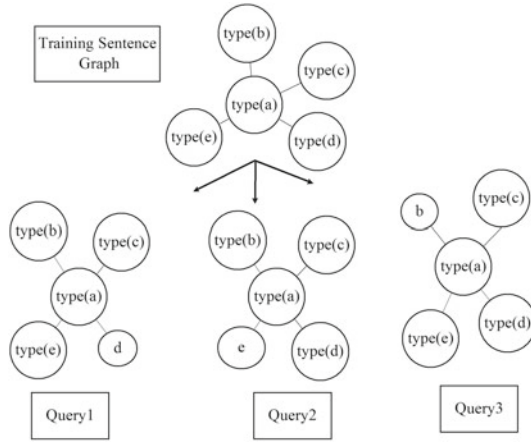 type(b)
Training Sentence
Graph
type(c)
type(a)
type(e)
type(d)
type(b)
type(c)
type(a)
type(e)
d
type(b)
type(c)
type(a)
e
type(d)
b
type(c)
type(a)
type(e)
type(d)
Query1
Query2
Query3